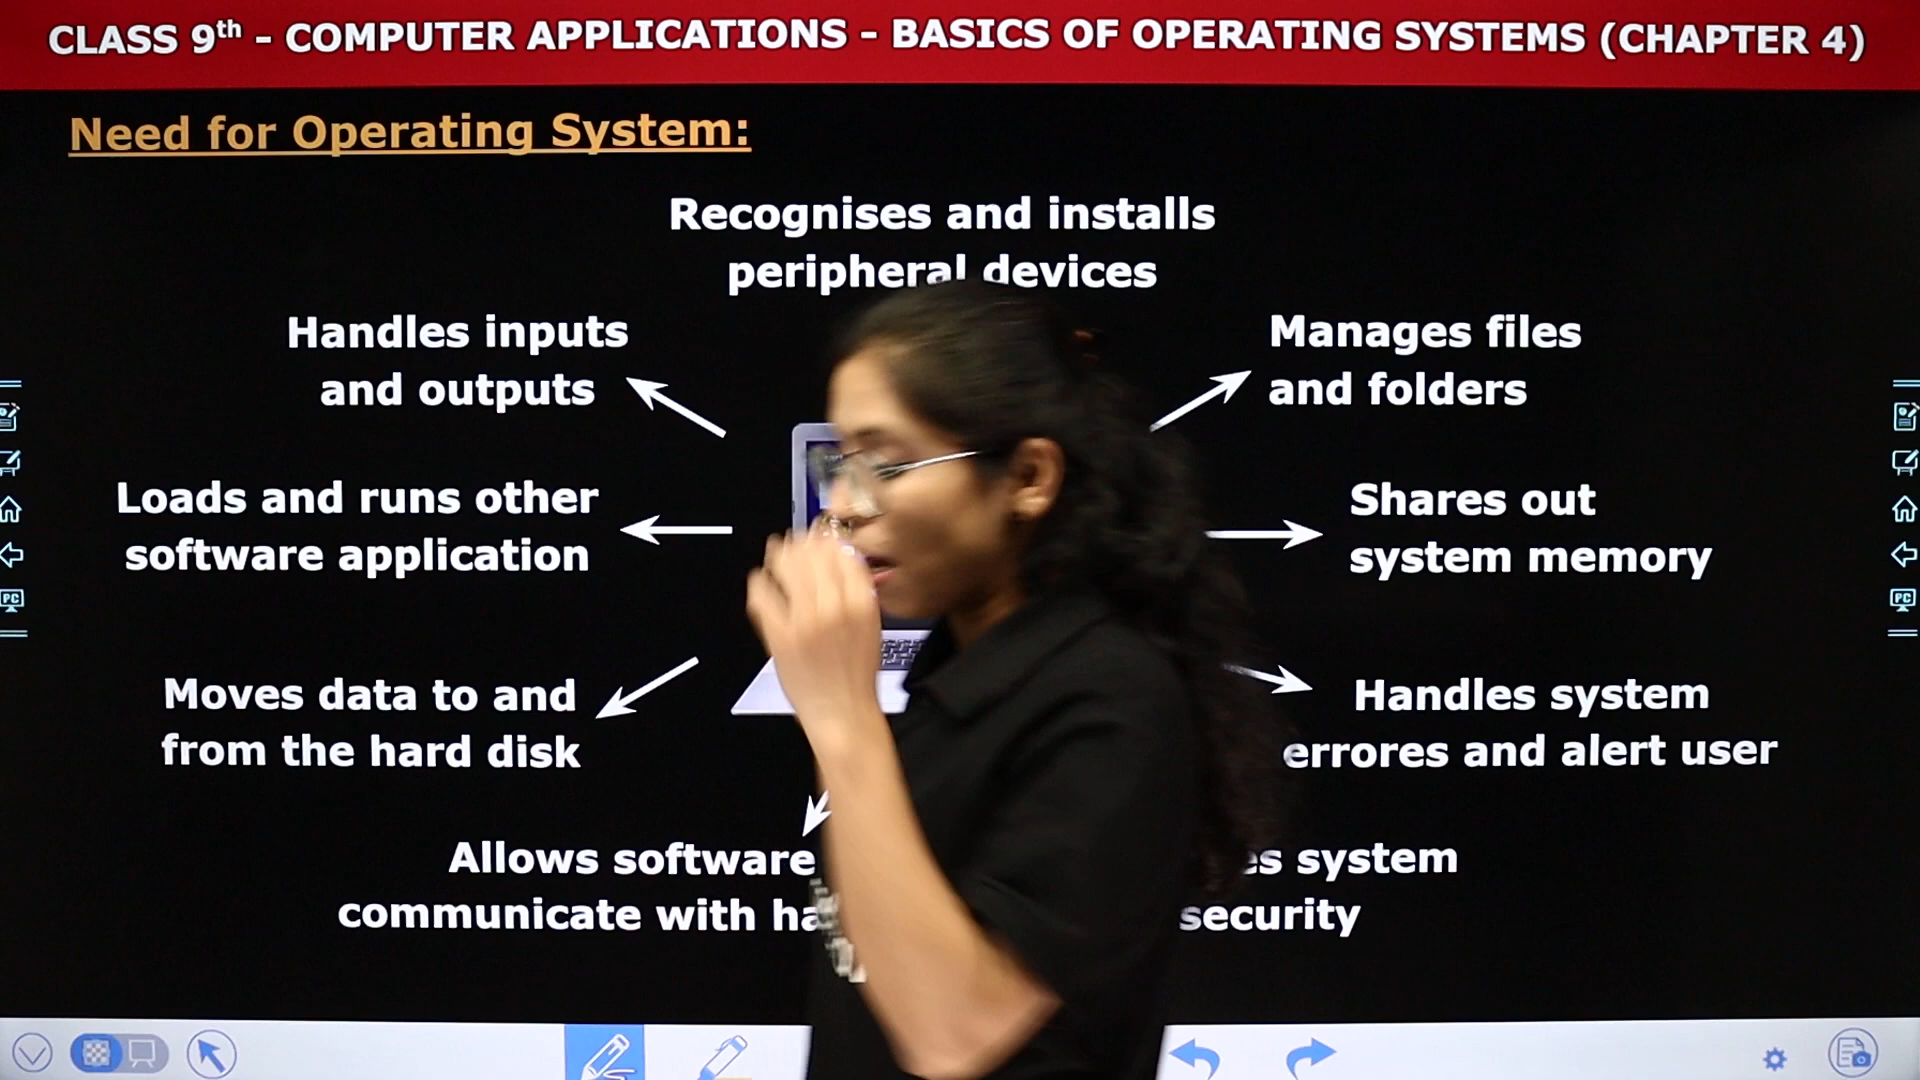 CLASS 9th - COMPUTER APPLICATIONS - BASICS OF OPERATING SYSTEMS (CHAPTER 4)
Need for Operating System:
Recognises and installs
peripheral devices
Handles inputs
and outputs
Manages files
and folders
Loads and runs other
software application
Shares out
system memory
Moves data to and
from the hard disk
Handles system
errores and alert user
Allows software
communicate with
system
security
PC
PC